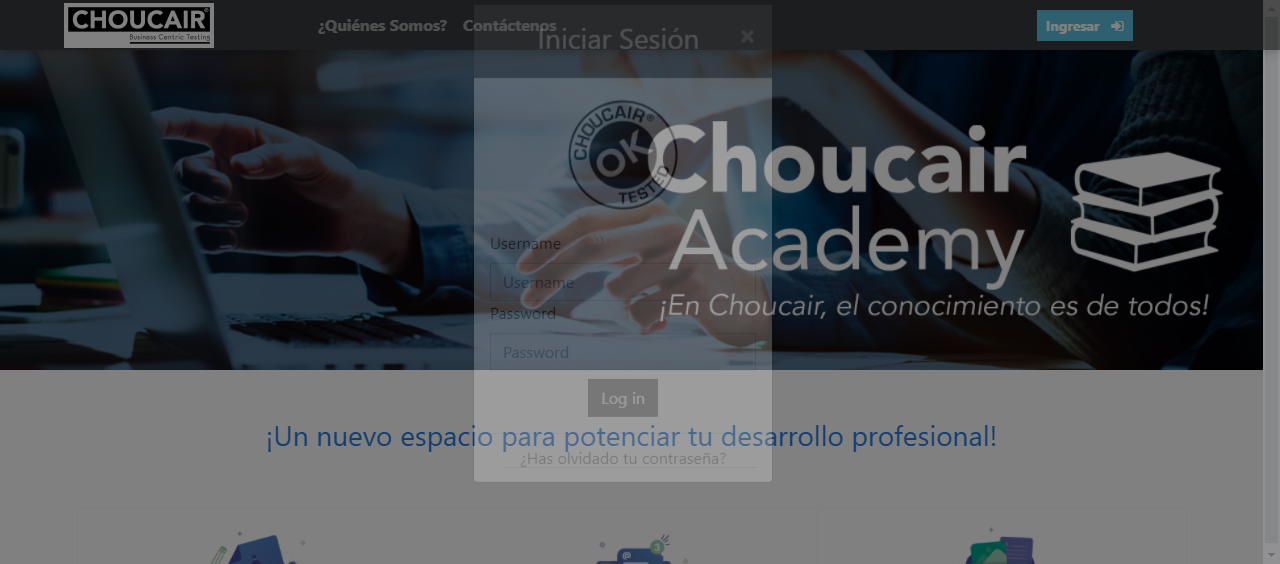 CHOUCAIR®
Business Centric Testing
¿Quiénes Somos?
Contáctenos
Ingresar
Iniciar Sesión
×
CHOUCAIR®
OK
TESTED
Choucair
Academy
¡En Choucair, el conocimiento es de todos!
Username
Username
Password
Password
Log in
¡Un nuevo espacio para potenciar tu desarrollo profesional!
¿Has olvidado tu contraseña?
@
3